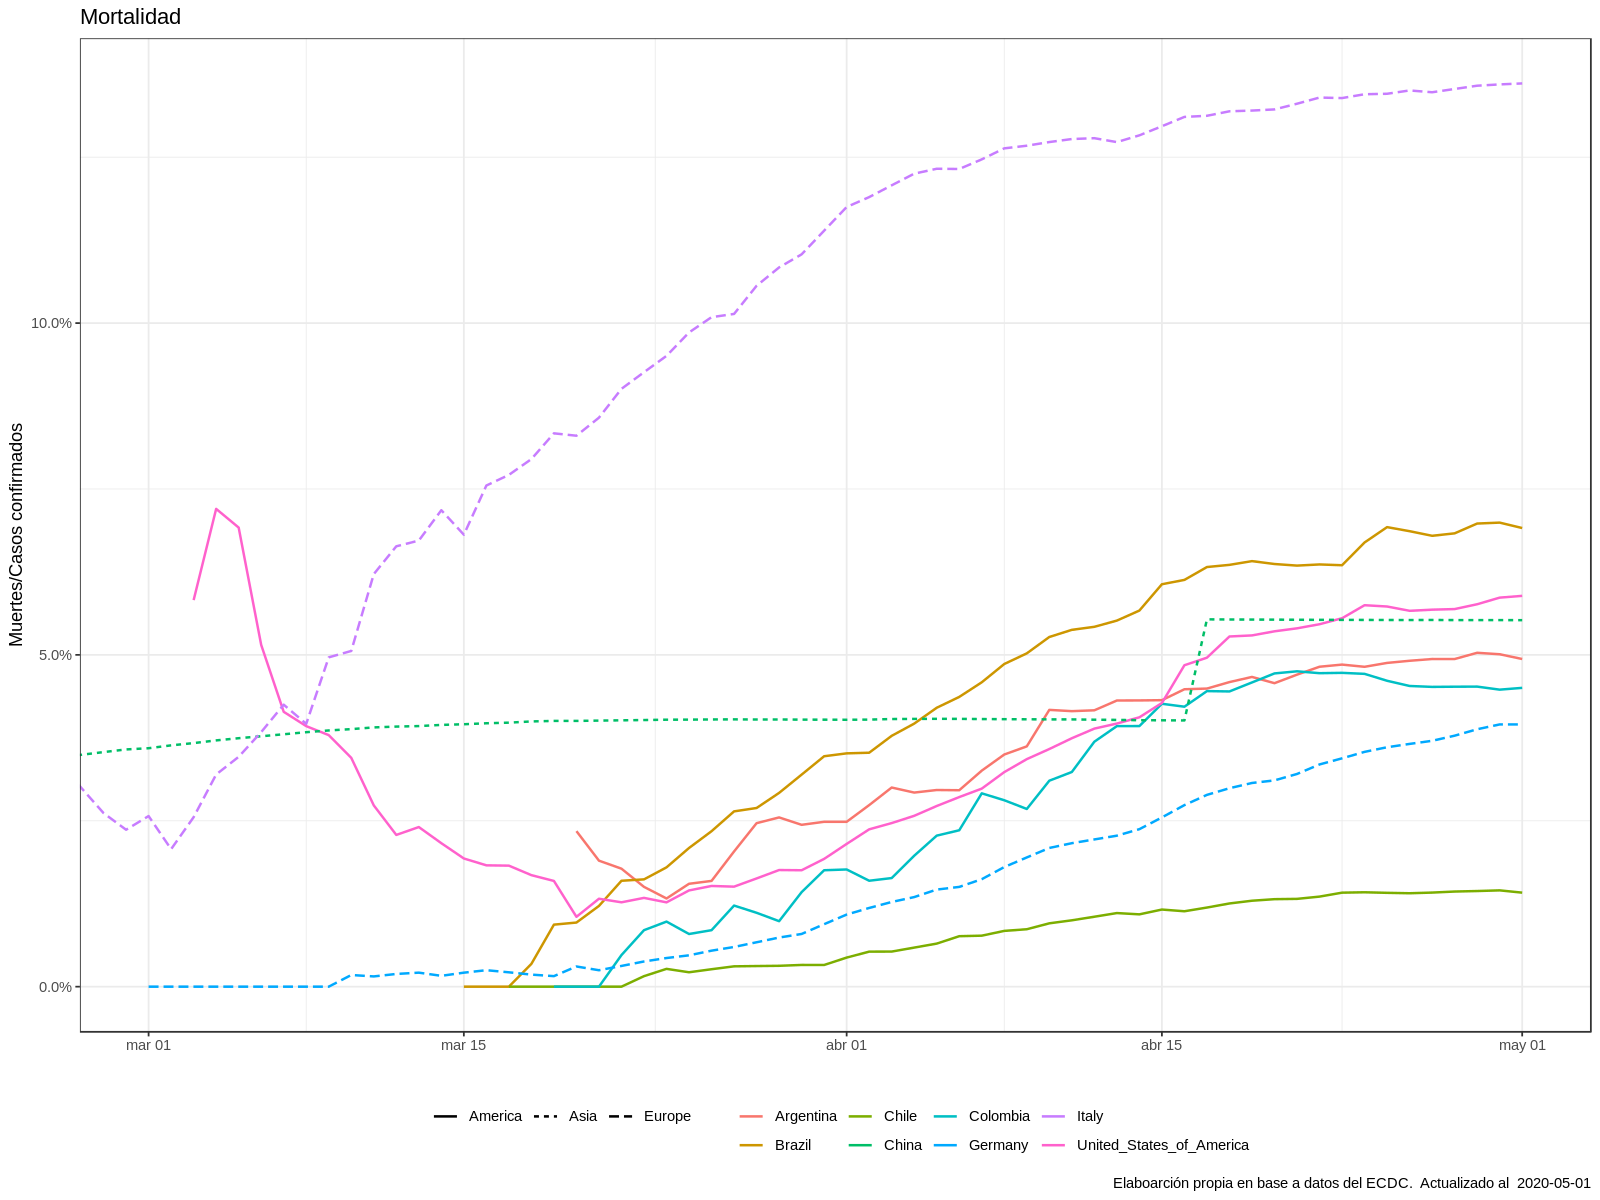 Mortalidad
Muertes/Casos confirmados
10.0%
5.0%
0.0%
mar 01 mar 15 abr 01 abr 15 may 01
America Asia Europe Argentina Chile Colombia Italy
Brazil China Germany United_States_of_America
Elaboarción propia en base a datos del ECDC. Actualizado al 2020-05-01